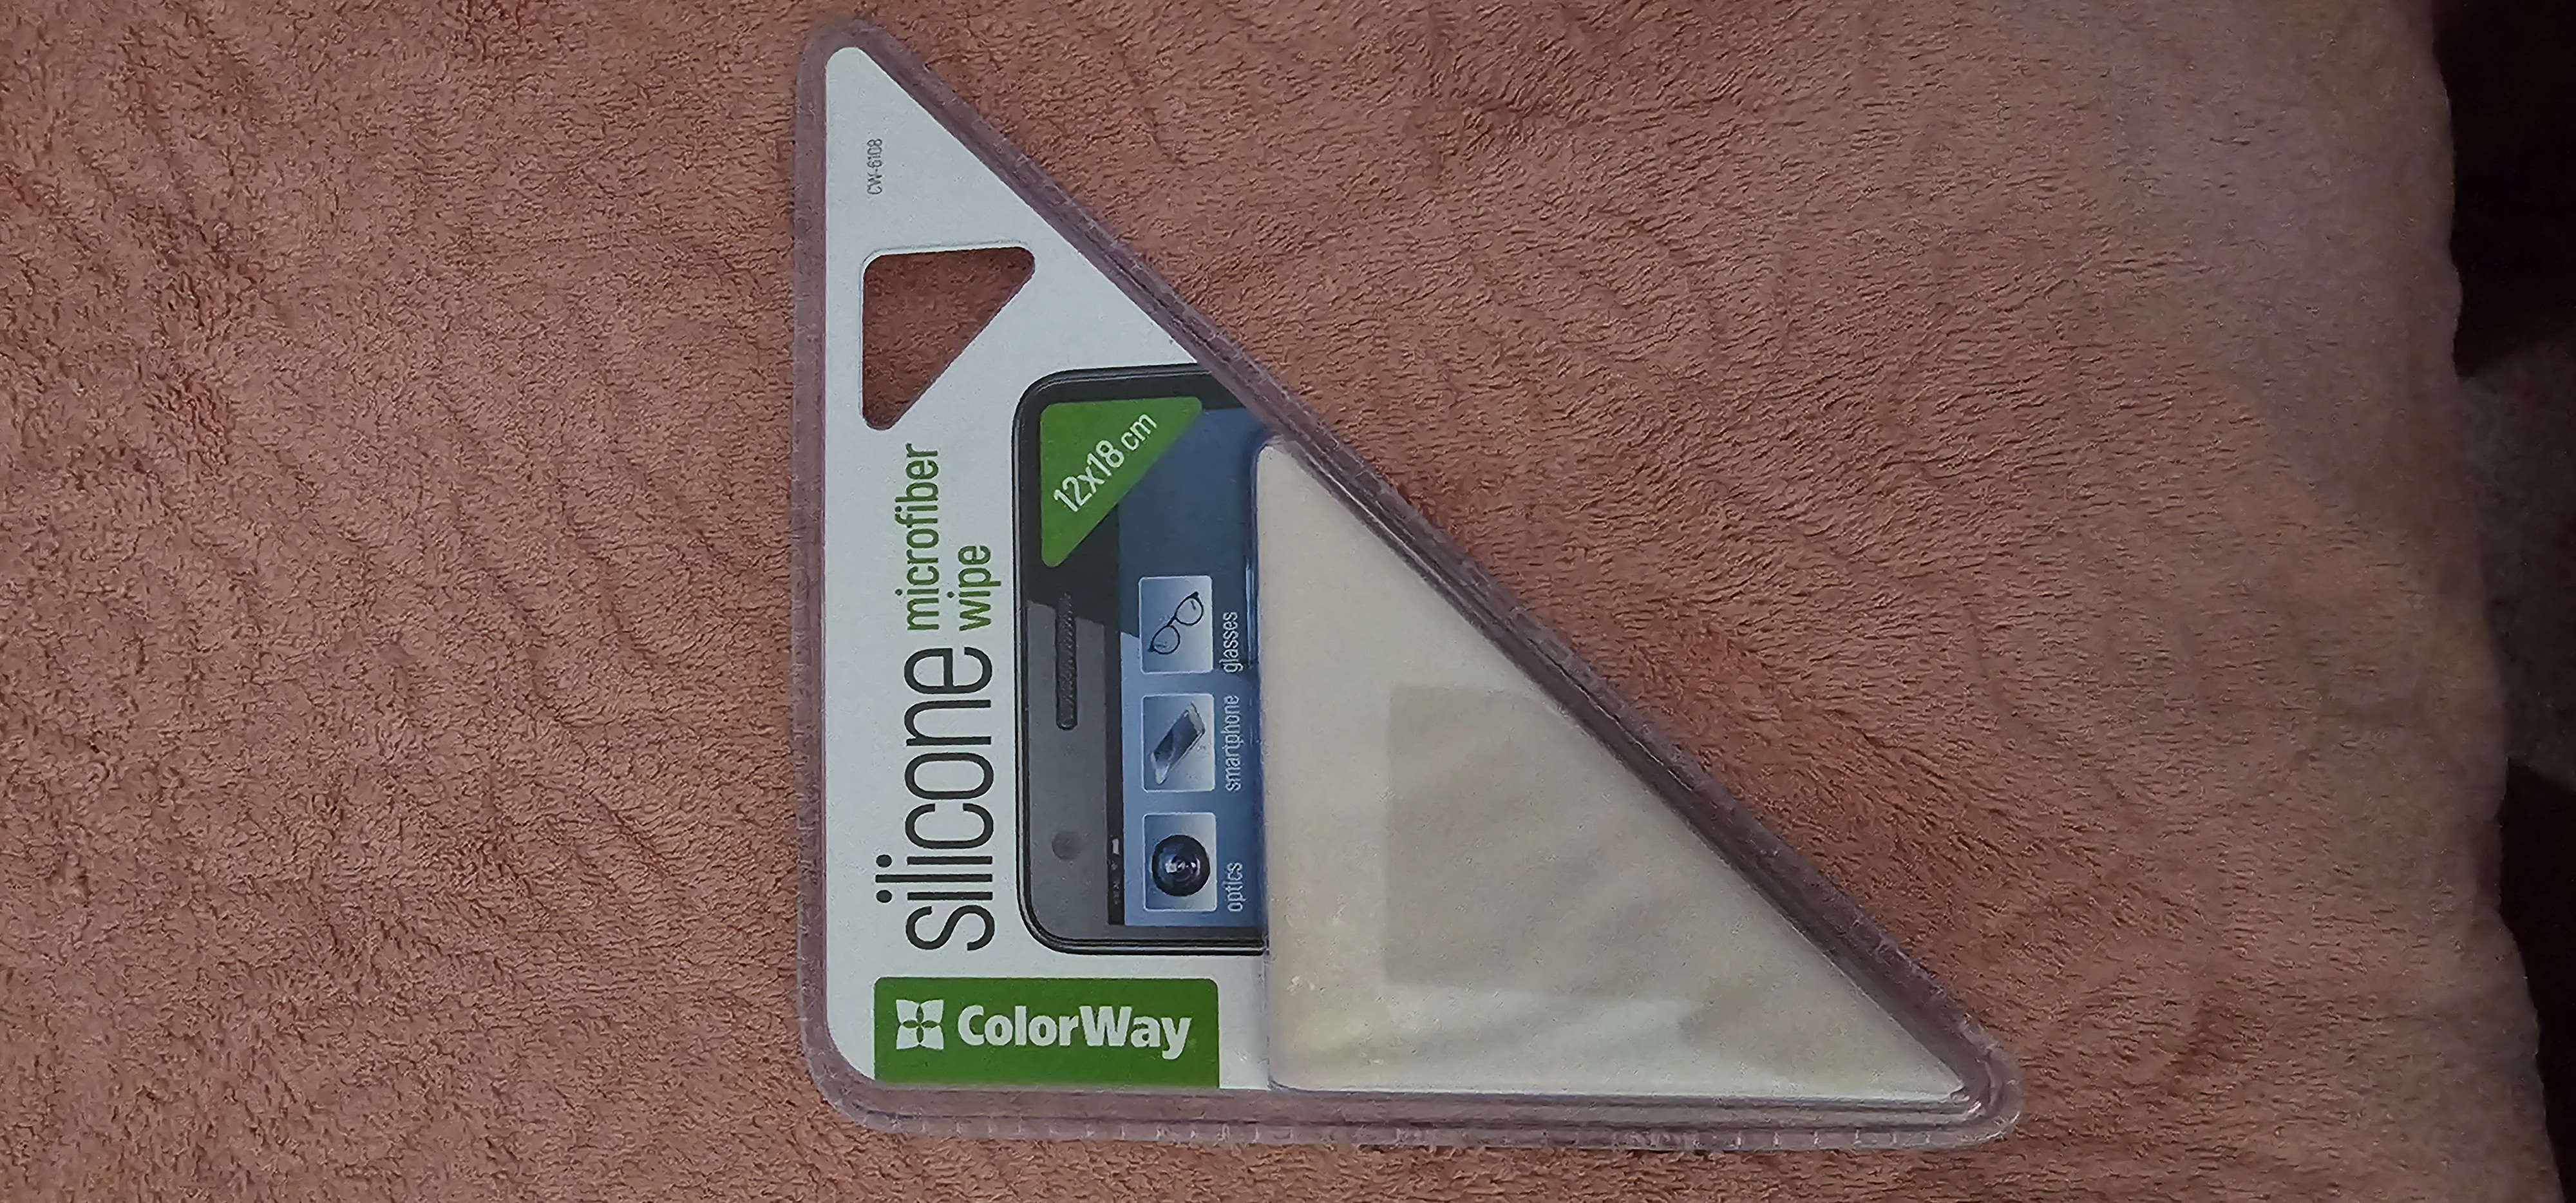 CW-6108
silicone
microfiber
wipe
12x18 cm
optics
smartphone
glasses
ColorWay